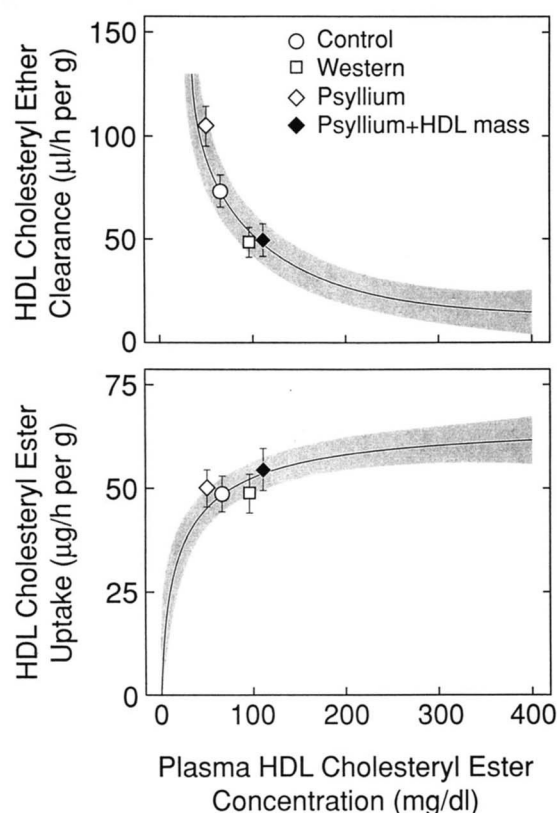 150
100
50
0
HDL Cholesteryl Ether
Clearance (µl/h per g)
Control
Western
Psyllium
Psyllium+HDL mass
75
50
25
0
HDL Cholesteryl Ester
Uptake (µg/h per g)
0 100 200 300 400
Plasma HDL Cholesteryl Ester
Concentration (mg/dl)